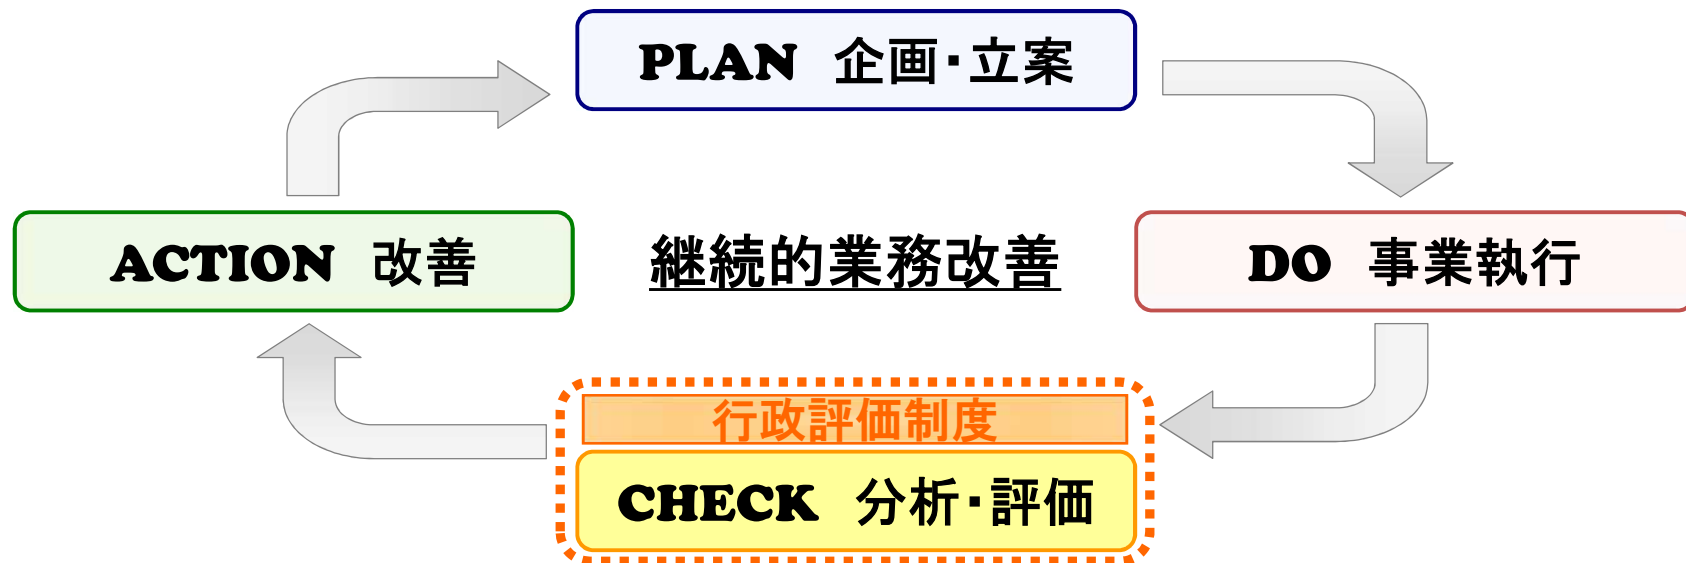 PLAN 企画・立案
ACTION 改善
継続的業務改善
DO 事業執行
行政評価制度
CHECK 分析・評価